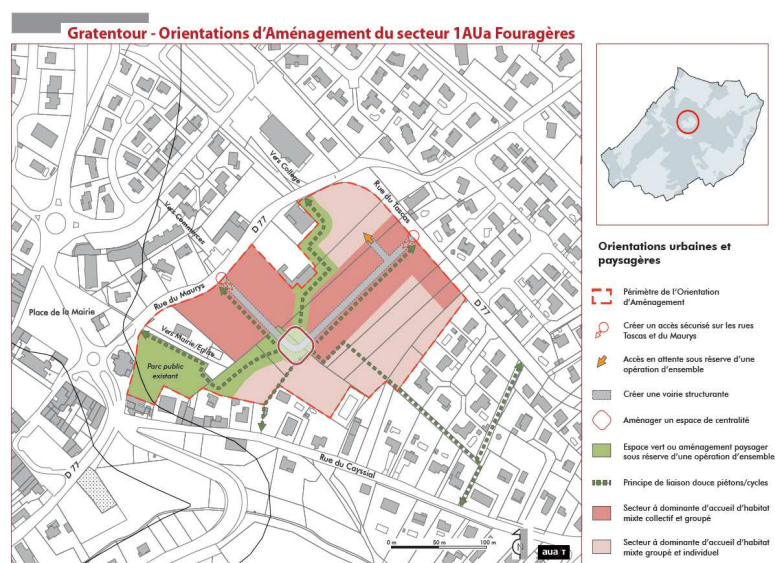 Gratentour - Orientations d'Aménagement du secteur 1AUa Fouragères
Vers Collège
Rue du Tascas
Vers Commerces
D 77
Rue du Maurys
Place de la Mairie
D 77
Vers Mairie/Eglise
Parc public
existant
Rue du Cayssial
D 77
0 m 50 m 100 m
N
aua/T
Orientations urbaines et
paysagères
Périmètre de l'Orientation
d'Aménagement
Créer un accès sécurisé sur les rues
Tascas et du Maurys
Accès en attente sous réserve d'une
opération d'ensemble
Créer une voirie structurante
Aménager un espace de centralité
Espace vert ou aménagement paysager
sous réserve d'une opération d'ensemble
Principe de liaison douce piétons/cycles
Secteur à dominante d'accueil d'habitat
mixte collectif et groupé
Secteur à dominante d'accueil d'habitat
mixte groupé et individuel